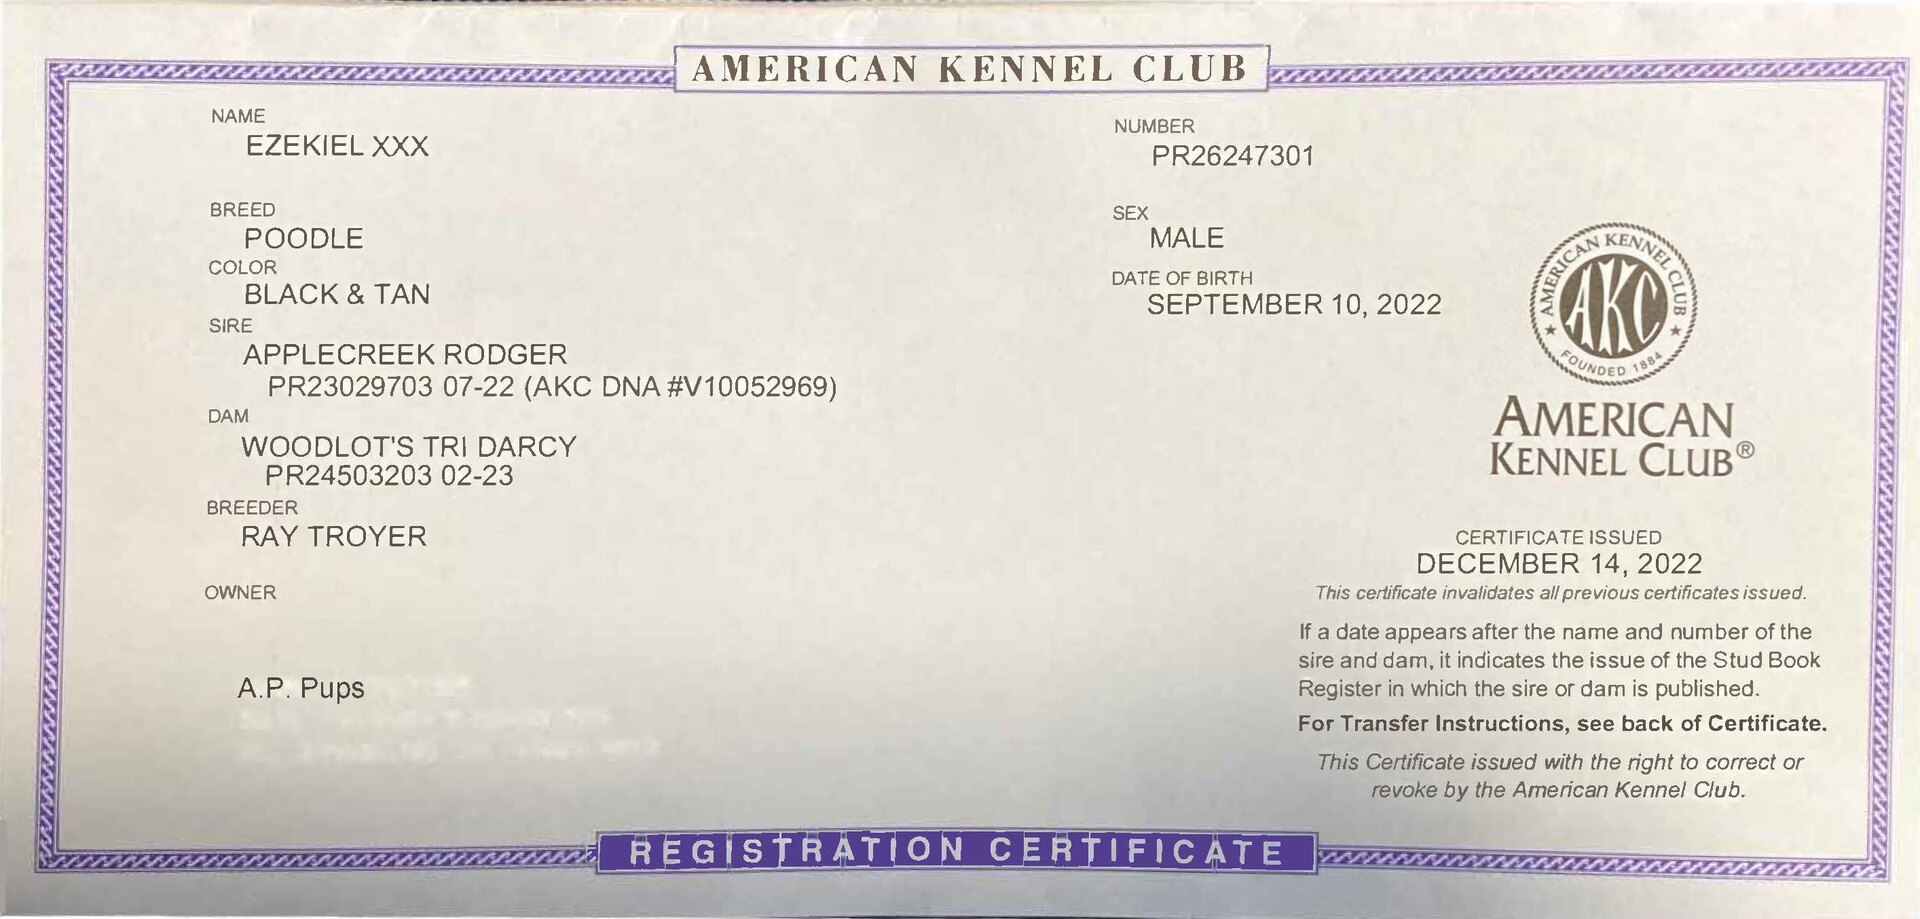 AMERICAN KENNEL CLUB
NAME
EZEKIEL XXX
NUMBER
PR26247301
BREED
POODLE
SEX
MALE
COLOR
BLACK & TAN
DATE OF BIRTH
SEPTEMBER 10, 2022
SIRE
APPLECREEK RODGER
PR23029703 07-22 (AKC DNA #V10052969)
DAM
WOODLOT'S TRI DARCY
PR24503203 02-23
BREEDER
RAY TROYER
OWNER
A.P. Pups
AMERICAN KENNEL CLUB
AKC
FOUNDED 1884
AMERICAN
KENNEL CLUB®
CERTIFICATE ISSUED
DECEMBER 14, 2022
This certificate invalidates all previous certificates issued.
If a date appears after the name and number of the
sire and dam, it indicates the issue of the Stud Book
Register in which the sire or dam is published.
For Transfer Instructions, see back of Certificate.
This Certificate issued with the right to correct or
revoke by the American Kennel Club.
REGISTRATION CERTIFICATE